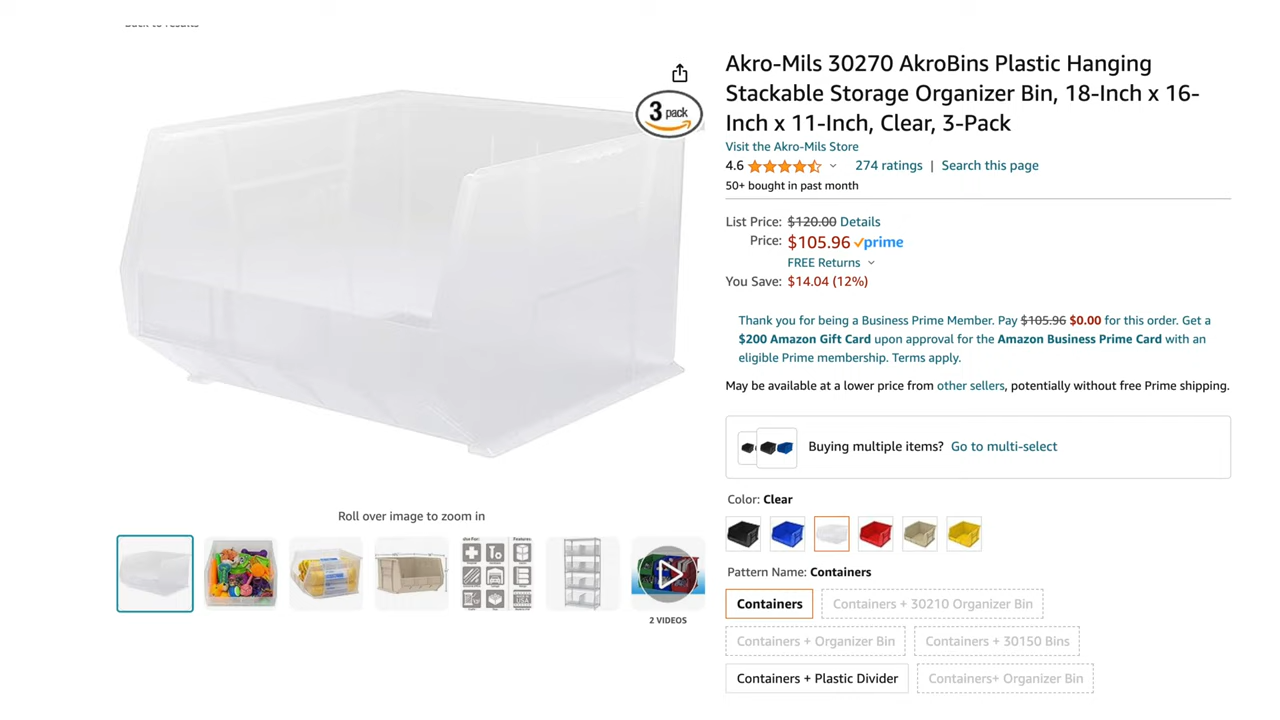 Back to results
3 pack
Akro-Mils 30270 AkroBins Plastic Hanging
Stackable Storage Organizer Bin, 18-Inch x 16-
Inch x 11-Inch, Clear, 3-Pack
Visit the Akro-Mils Store
4.6 274 ratings | Search this page
50+ bought in past month
List Price: $120.00 Details
Price: $105.96 prime
FREE Returns
You Save: $14.04 (12%)
Thank you for being a Business Prime Member. Pay $105.96 $0.00 for this order. Get a
$200 Amazon Gift Card upon approval for the Amazon Business Prime Card with an
eligible Prime membership. Terms apply.
May be available at a lower price from other sellers, potentially without free Prime shipping.
Buying multiple items? Go to multi-select
Roll over image to zoom in
2 VIDEOS
Color: Clear
Pattern Name: Containers
Containers Containers + 30210 Organizer Bin
Containers + Organizer Bin Containers + 30150 Bins
Containers + Plastic Divider Containers+ Organizer Bin